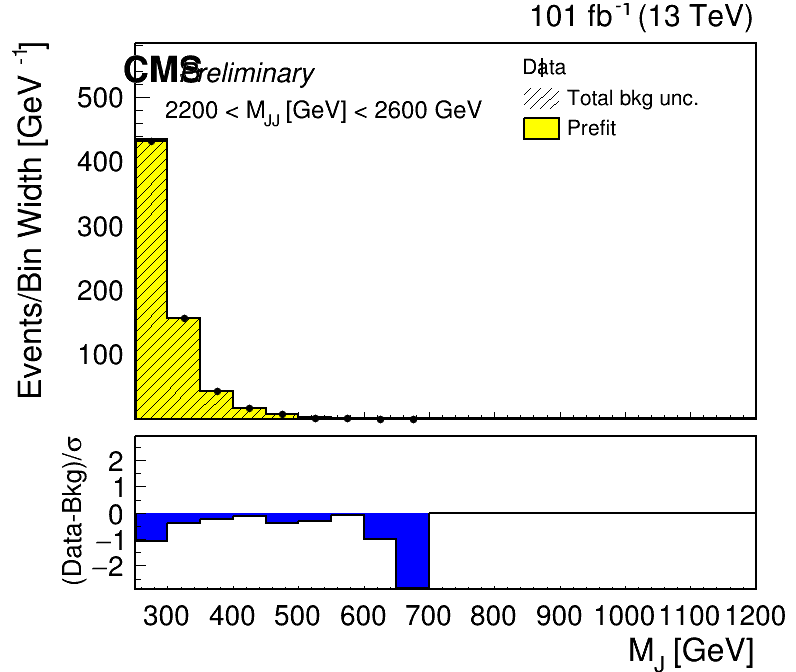 101 fb-1 (13 TeV)
CMS Preliminary
Data
2200 < MJJ [GeV] < 2600 GeV
Total bkg unc.
Prefit
Events/Bin Width [GeV-1]
500
400
300
200
100
(Data-Bkg)/σ
2
1
0
−1
−2
300 400 500 600 700 800 900 1000 1100 1200
MJ [GeV]